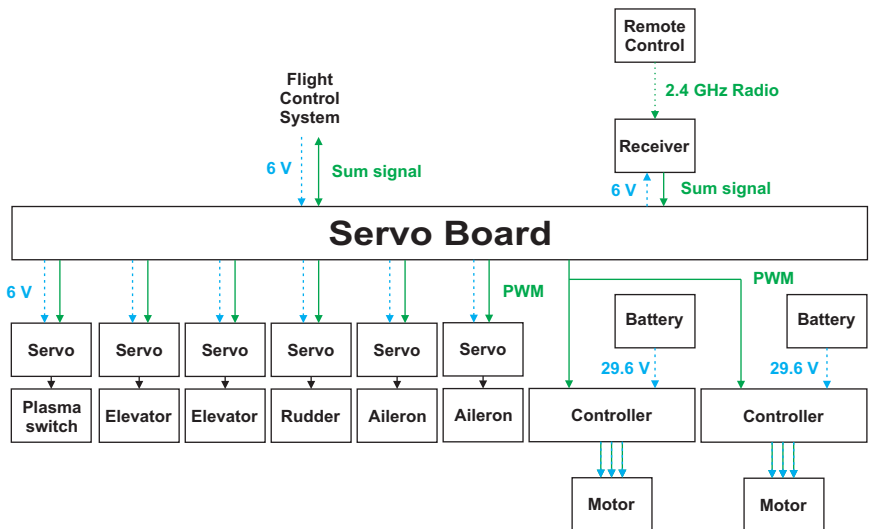 Remote
Control
2.4 GHz Radio
Flight
Control
System
Receiver
6 V
Sum signal
6 V
Sum signal
Servo Board
6 V
PWM
PWM
Battery
Battery
Servo
Servo
Servo
Servo
Servo
Servo
29.6 V
29.6 V
Plasma
switch
Elevator
Elevator
Rudder
Aileron
Aileron
Controller
Controller
Motor
Motor